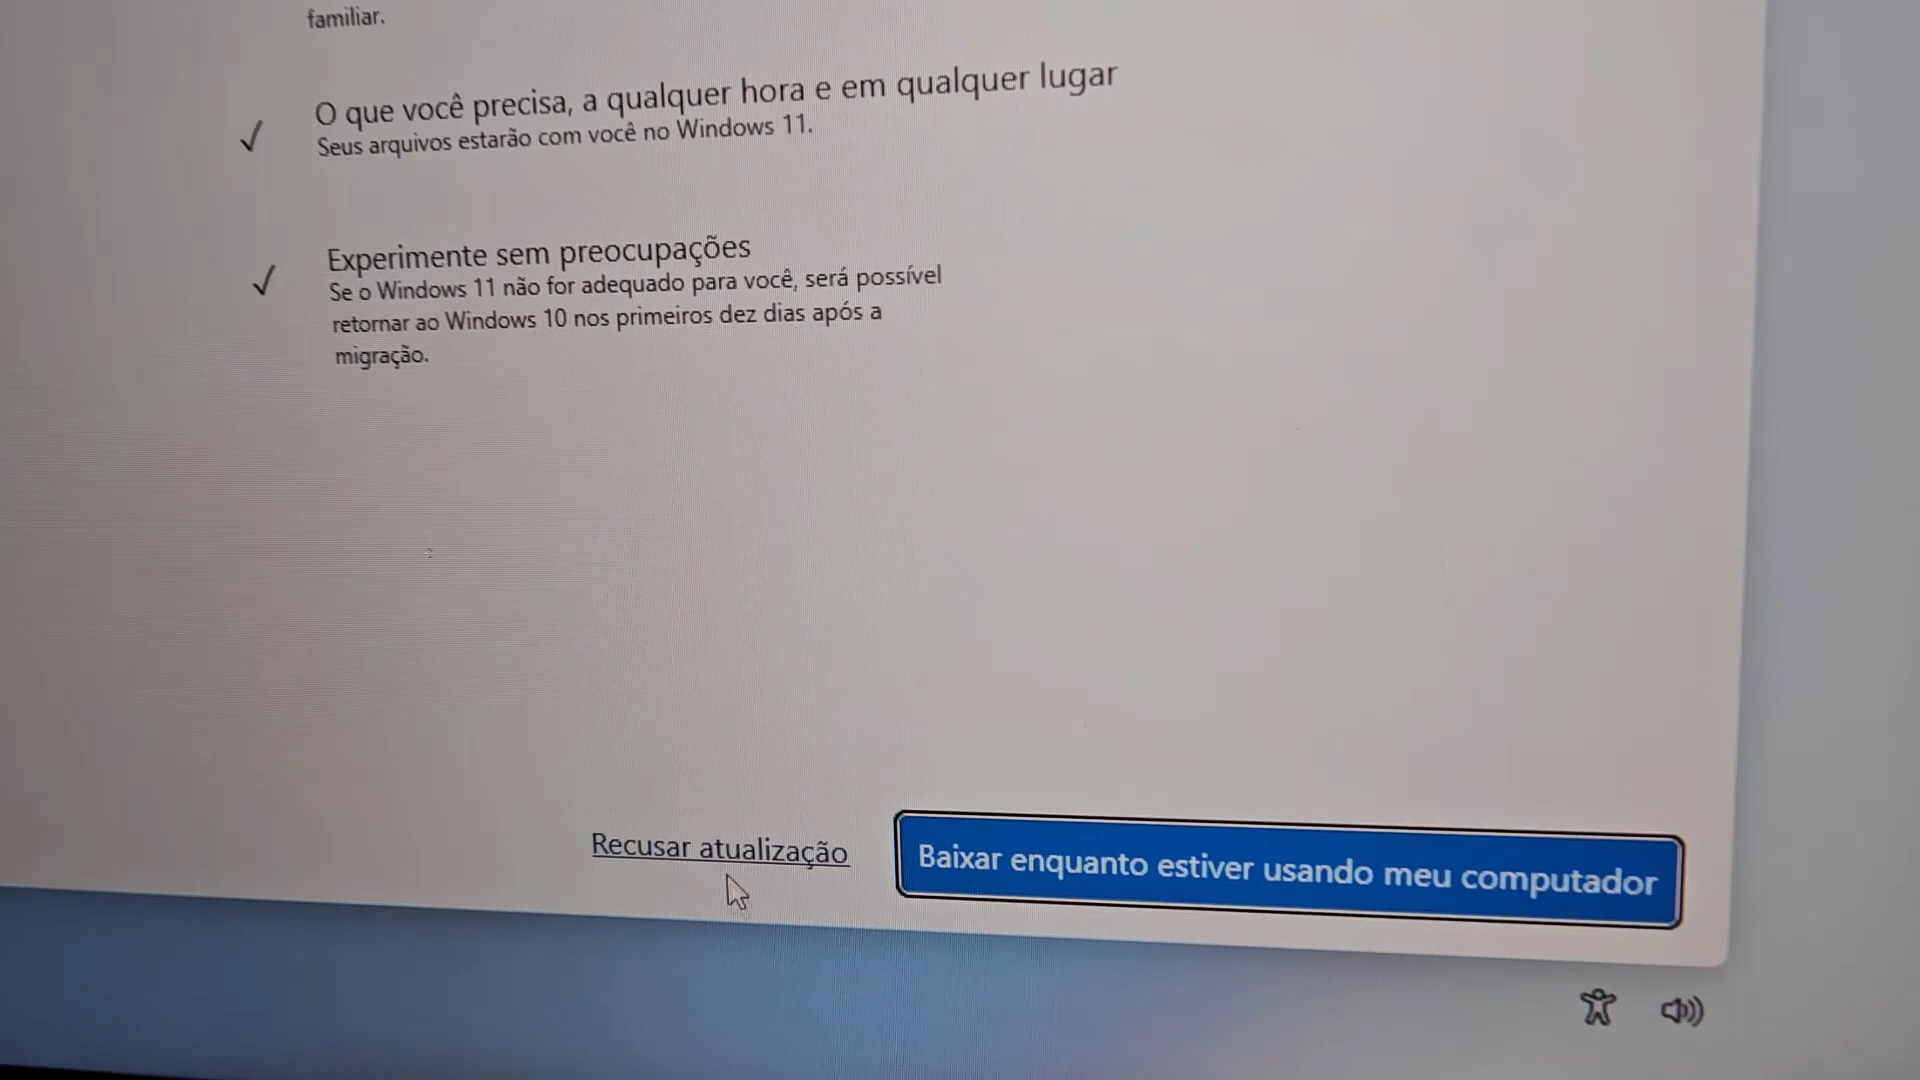 familiar.
O que você precisa, a qualquer hora e em qualquer lugar
Seus arquivos estarão com você no Windows 11.
Experimente sem preocupações
Se o Windows 11 não for adequado para você, será possível
retornar ao Windows 10 nos primeiros dez dias após a
migração.
Recusar atualização
Baixar enquanto estiver usando meu computador